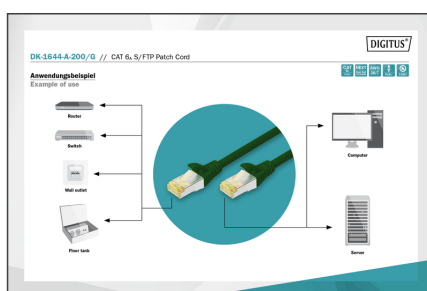 DIGITUS®
DK-1644-A-200/G // CAT 6A S/FTP Patch Cord
Anwendungsbeispiel
Example of use
Router
Switch
Wall outlet
Floor tank
Computer
Server